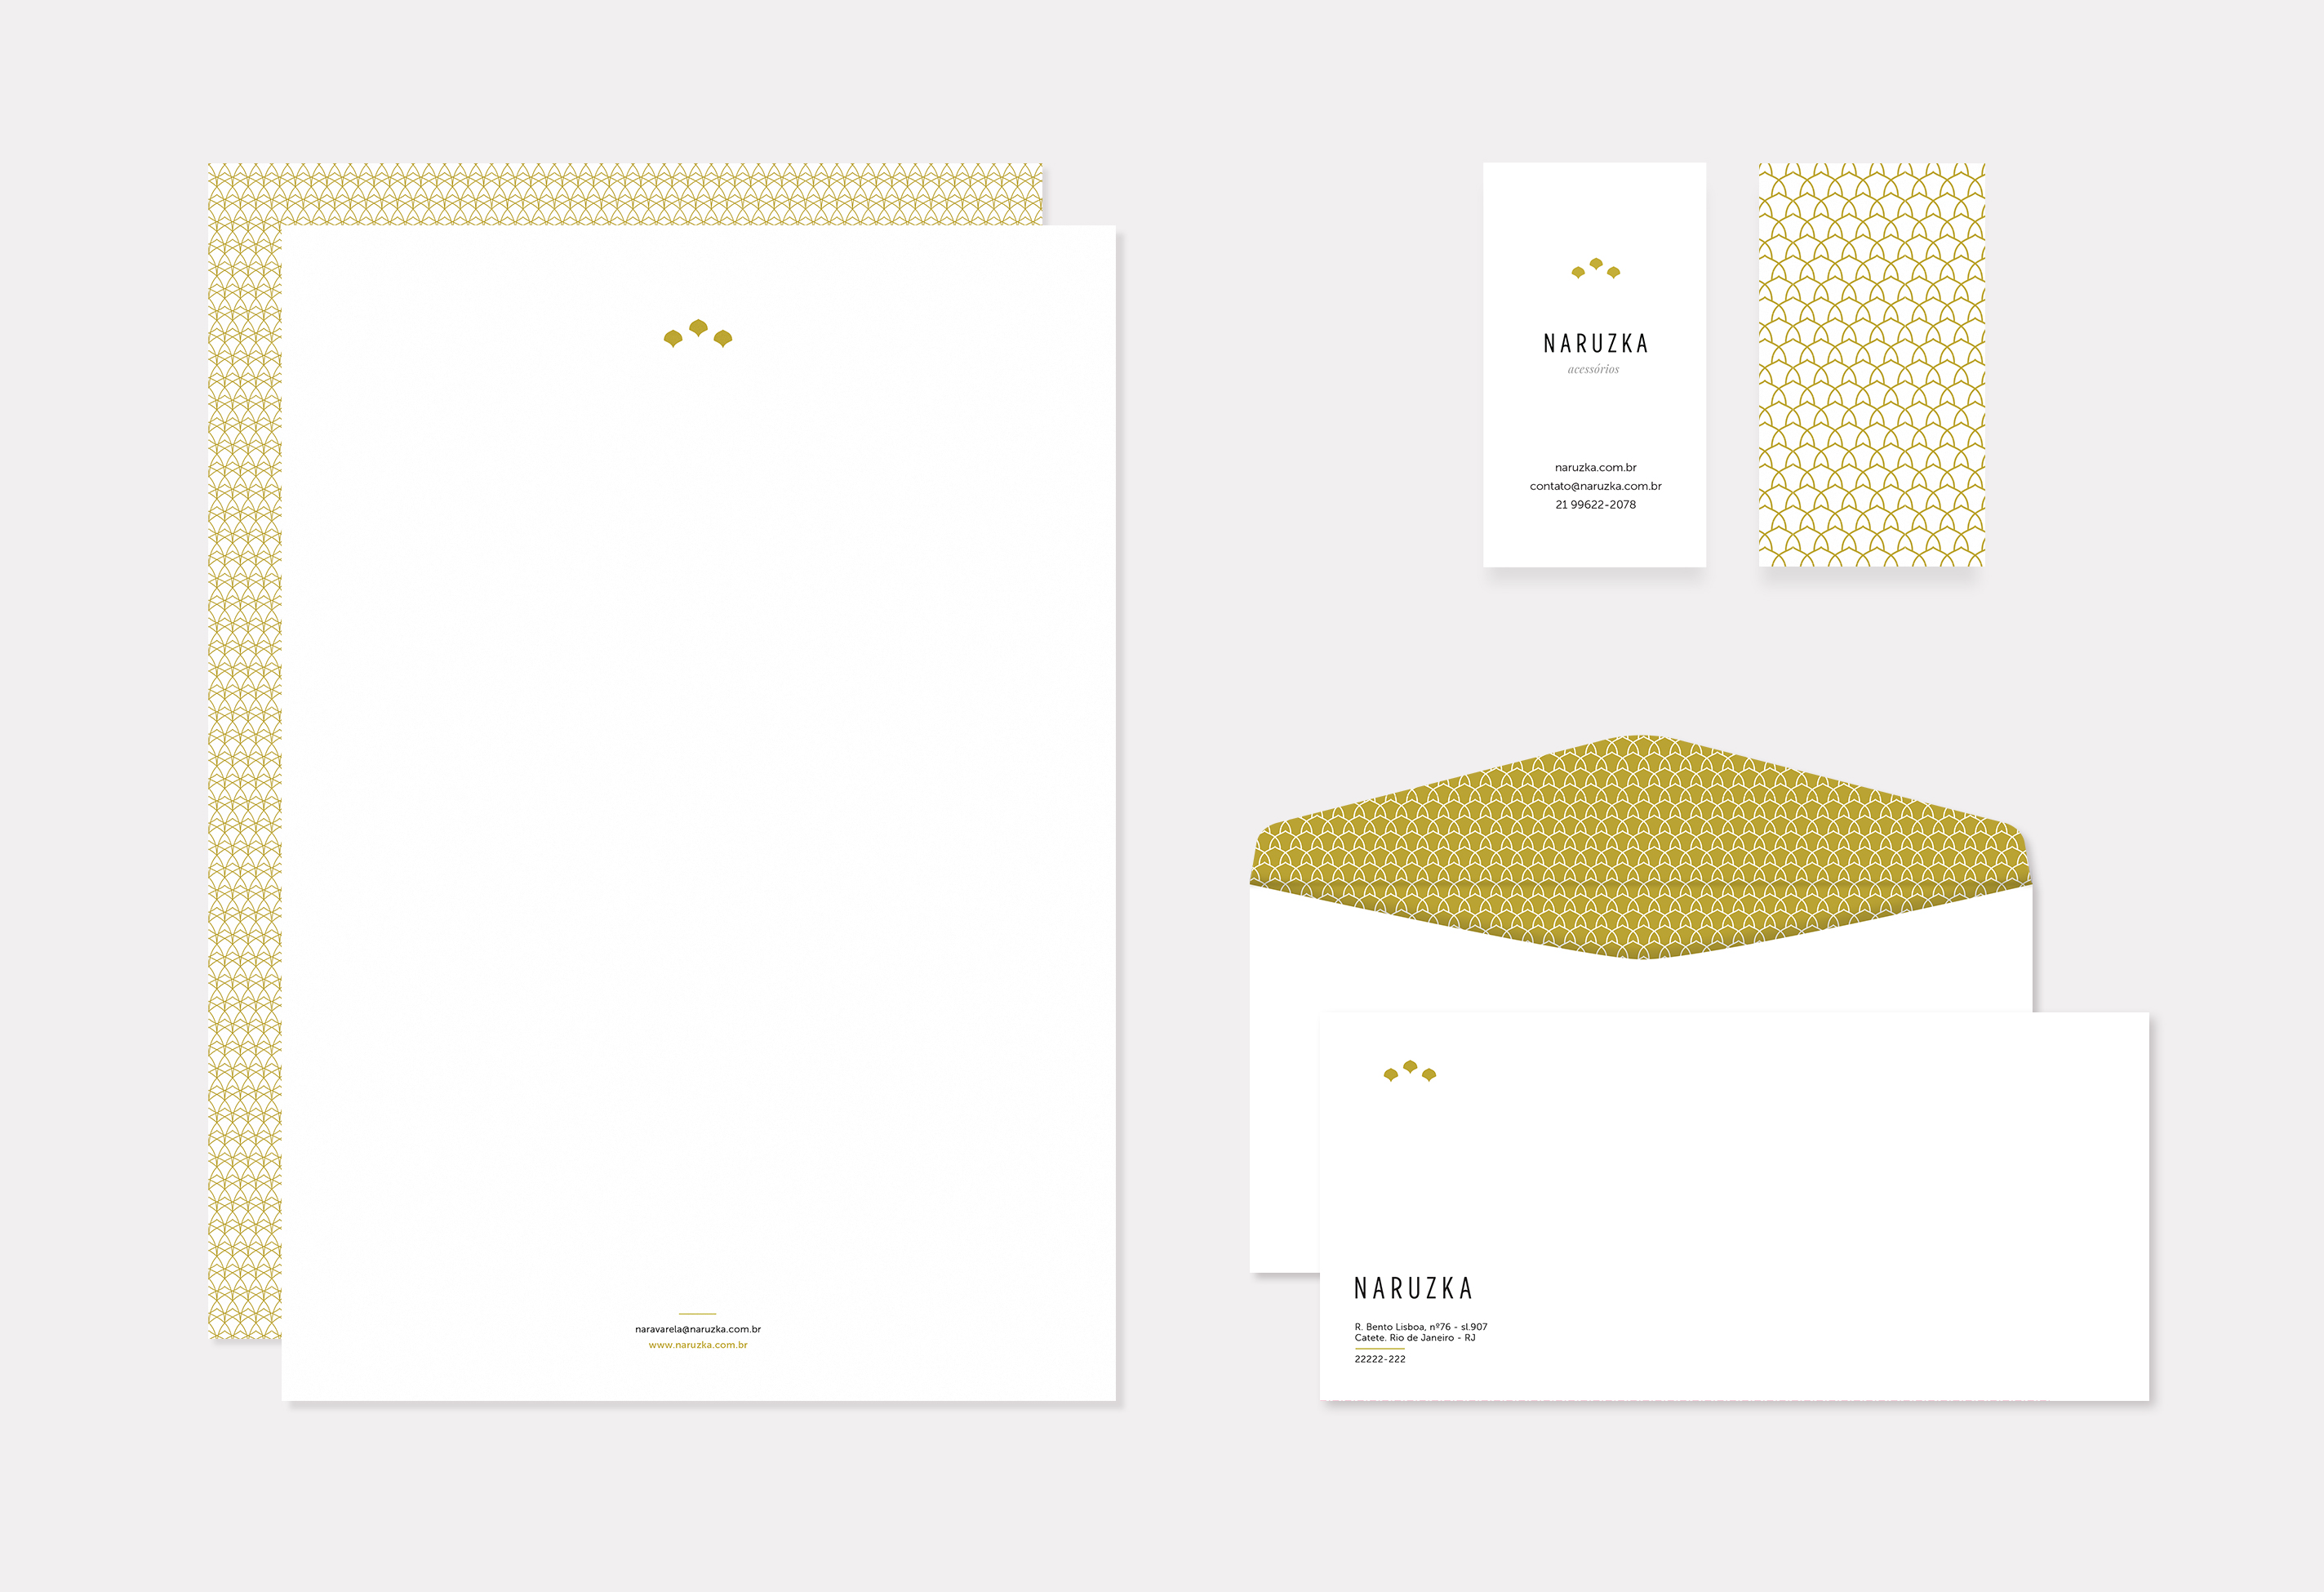 naravarela@naruzka.com.br
www.naruzka.com.br
NARUZKA
acessórios
naruzka.com.br
contato@naruzka.com.br
21 99622-2078
NARUZKA
R. Bento Lisboa, nº76 - sl.907
Catete. Rio de Janeiro - RJ
22222-222